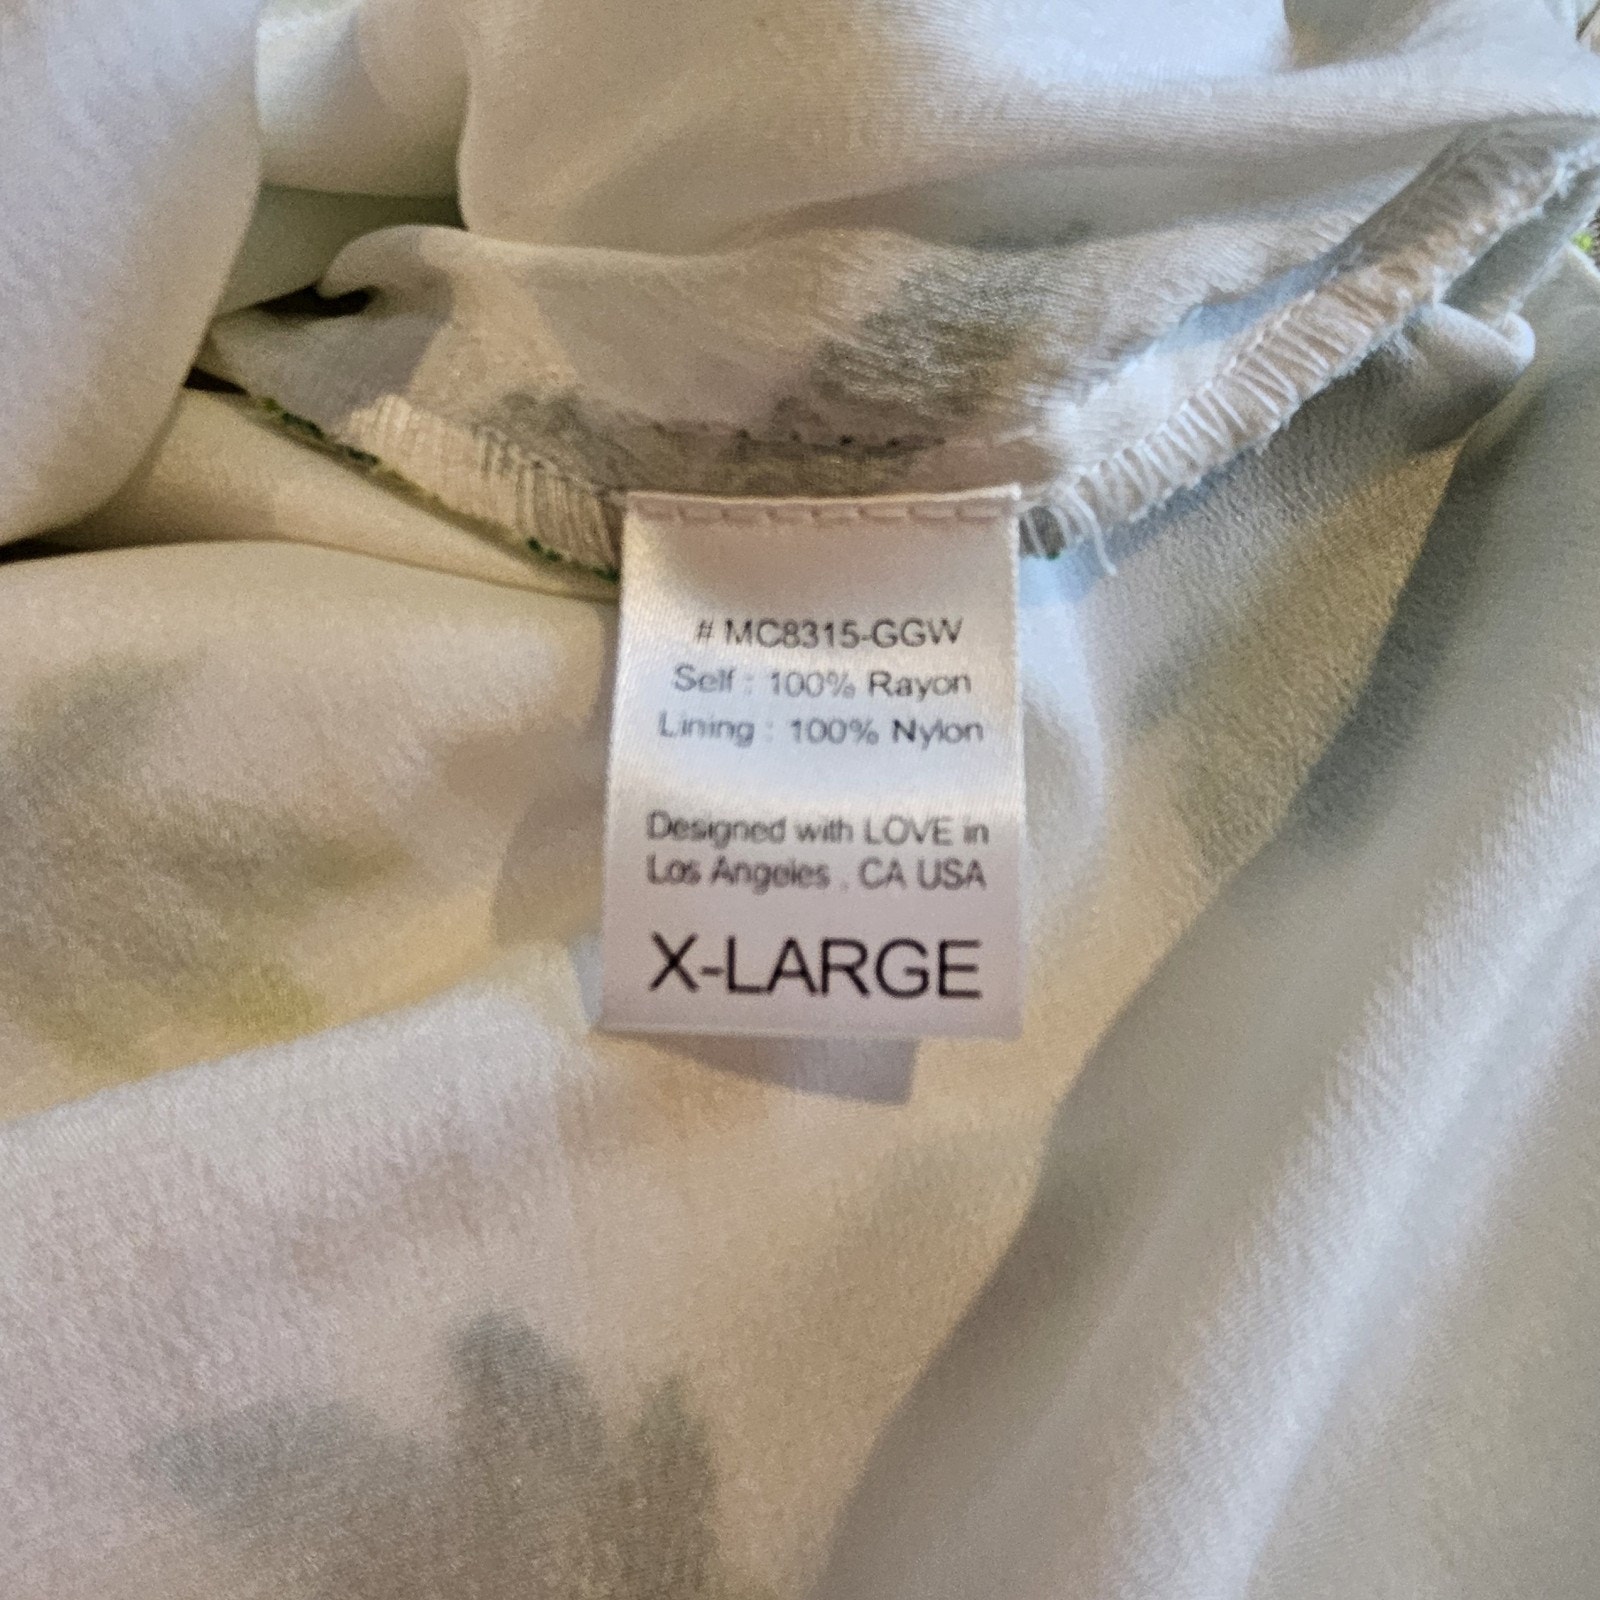 # MC8315-GGW
Self : 100% Rayon
Lining : 100% Nylon
Designed with LOVE in
Los Angeles , CA USA
X-LARGE